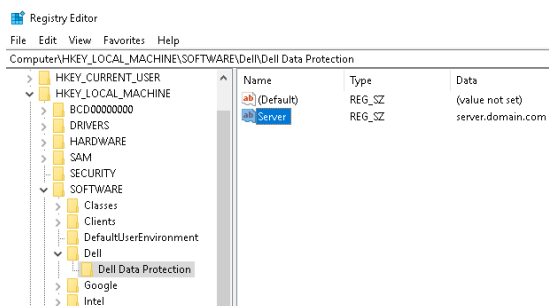 Registry Editor
File Edit View Favorites Help
Computer\HKEY_LOCAL_MACHINE\SOFTWARE\Dell\Dell Data Protection
HKEY_CURRENT_USER
HKEY_LOCAL_MACHINE
BCD00000000
DRIVERS
HARDWARE
SAM
SECURITY
SOFTWARE
Classes
Clients
DefaultUserEnvironment
Dell
Dell Data Protection
Google
Intel
Name Type Data
ab (Default) REG_SZ (value not set)
ab Server REG_SZ server.domain.com